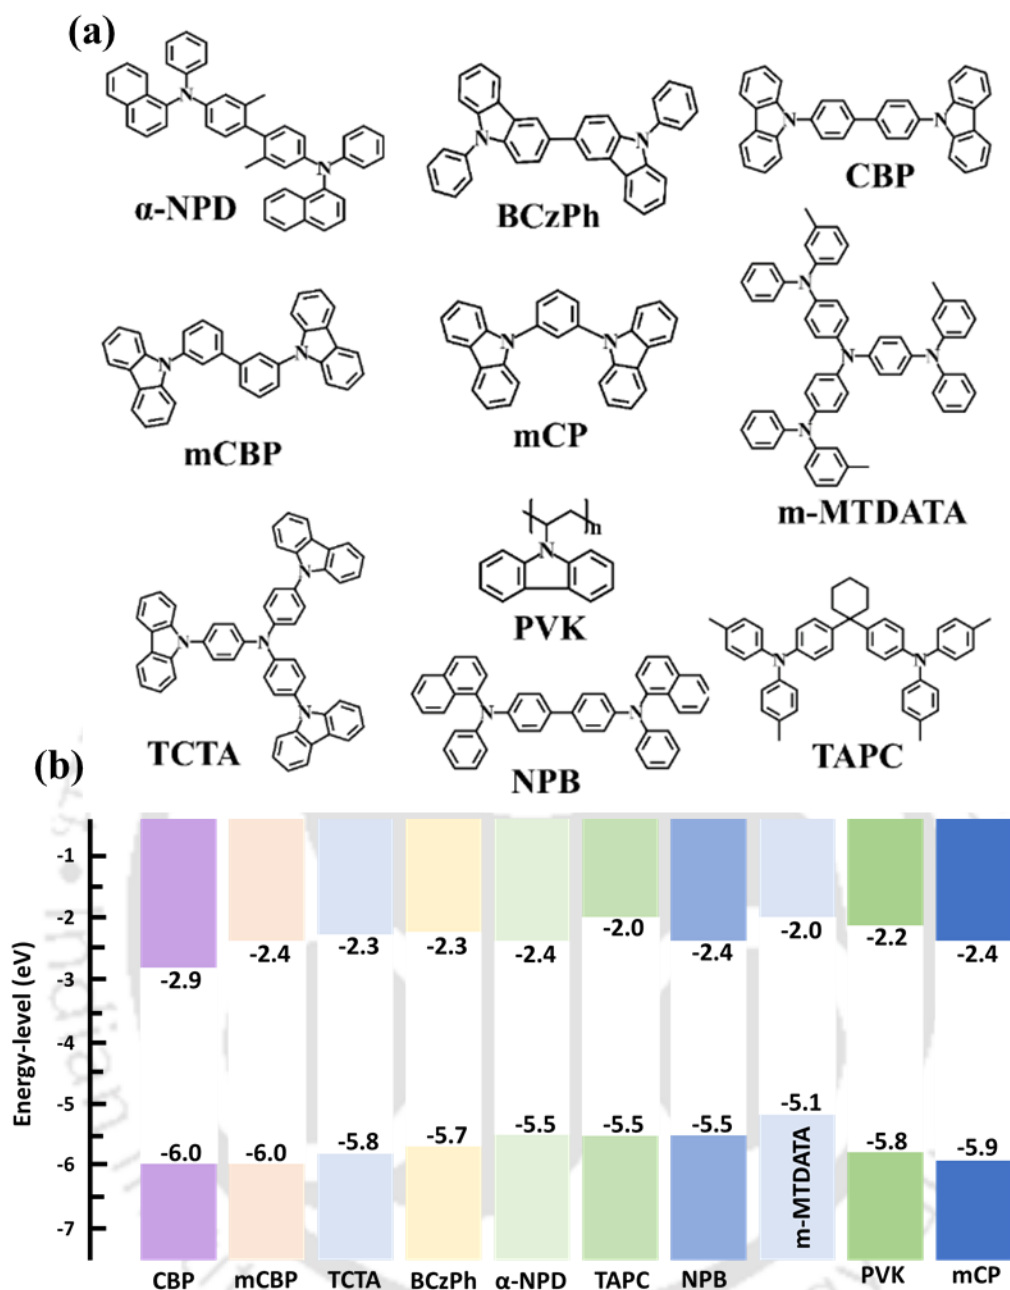 (a)
N
N
α-NPD
N
N
BCzPh
N
N
CBP
N
N
mCBP
N
N
mCP
N
N
N
N
m-MTDATA
N
N
N
N
TCTA
n
N
PVK
N
N
NPB
N
N
TAPC
(b)
Energy-level (eV)
-1
-2
-3
-4
-5
-6
-7
-2.9
-2.4
-2.3
-2.3
-2.4
-2.0
-2.4
-2.0
-2.2
-2.4
-6.0
-6.0
-5.8
-5.7
-5.5
-5.5
-5.5
-5.1
-5.8
-5.9
m-MTDATA
CBP mCBP TCTA BCzPh α-NPD TAPC NPB PVK mCP
Indian